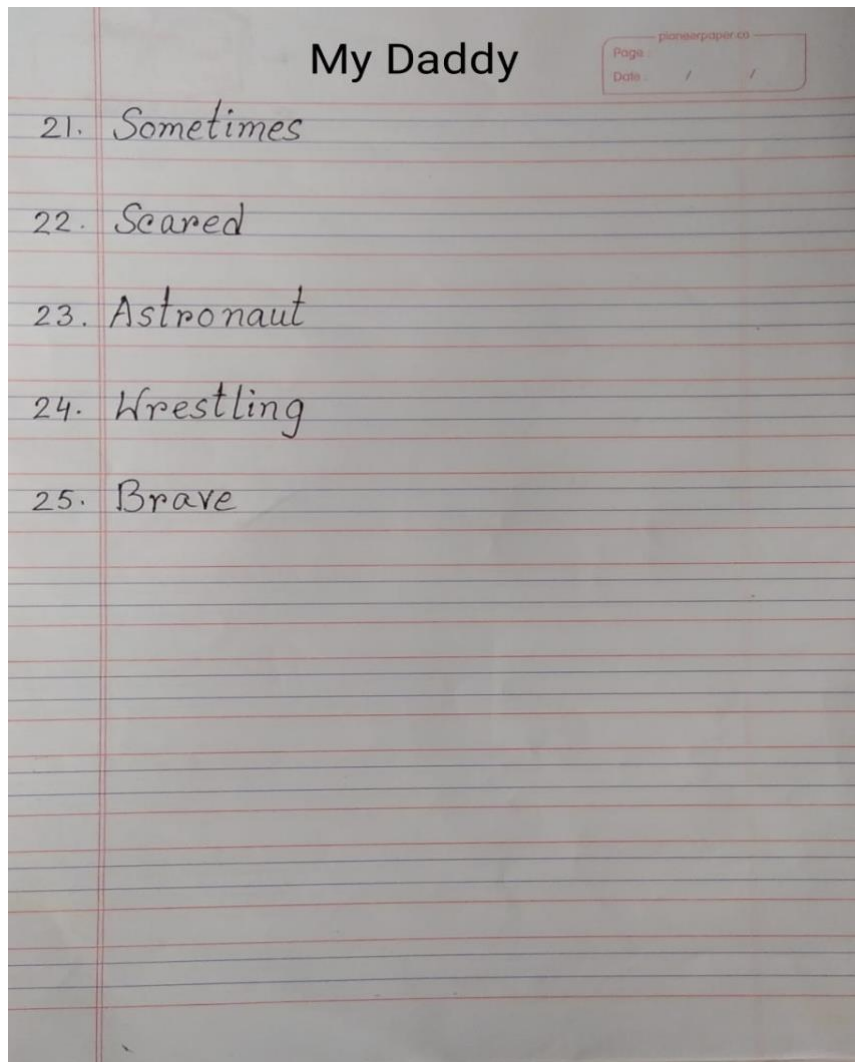 My Daddy
pioneerpaper.co
Page :
Date : / /
21. Sometimes
22. Scared
23. Astronaut
24. Wrestling
25. Brave